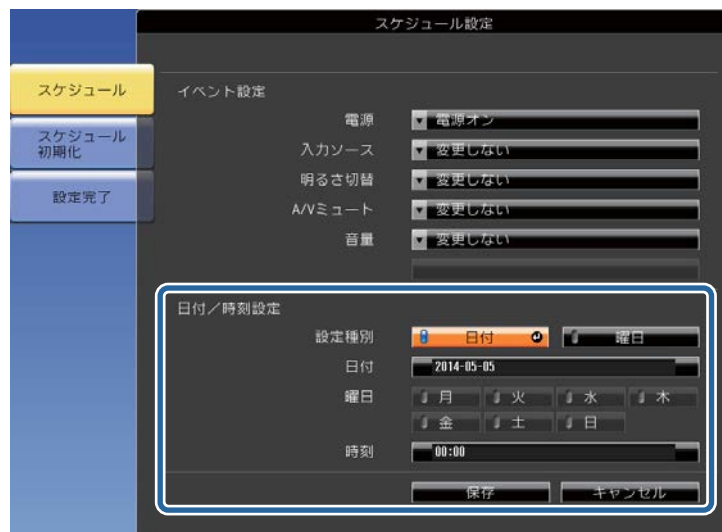 スケジュール設定
スケジュール
スケジュール
初期化
設定完了
イベント設定
電源 電源オン
入力ソース 変更しない
明るさ切替 変更しない
A/Vミュート 変更しない
音量 変更しない
日付/時刻設定
設定種別 日付 曜日
日付 2014-05-05
曜日 月 火 水 木
金 土 日
時刻 00:00
保存 キャンセル